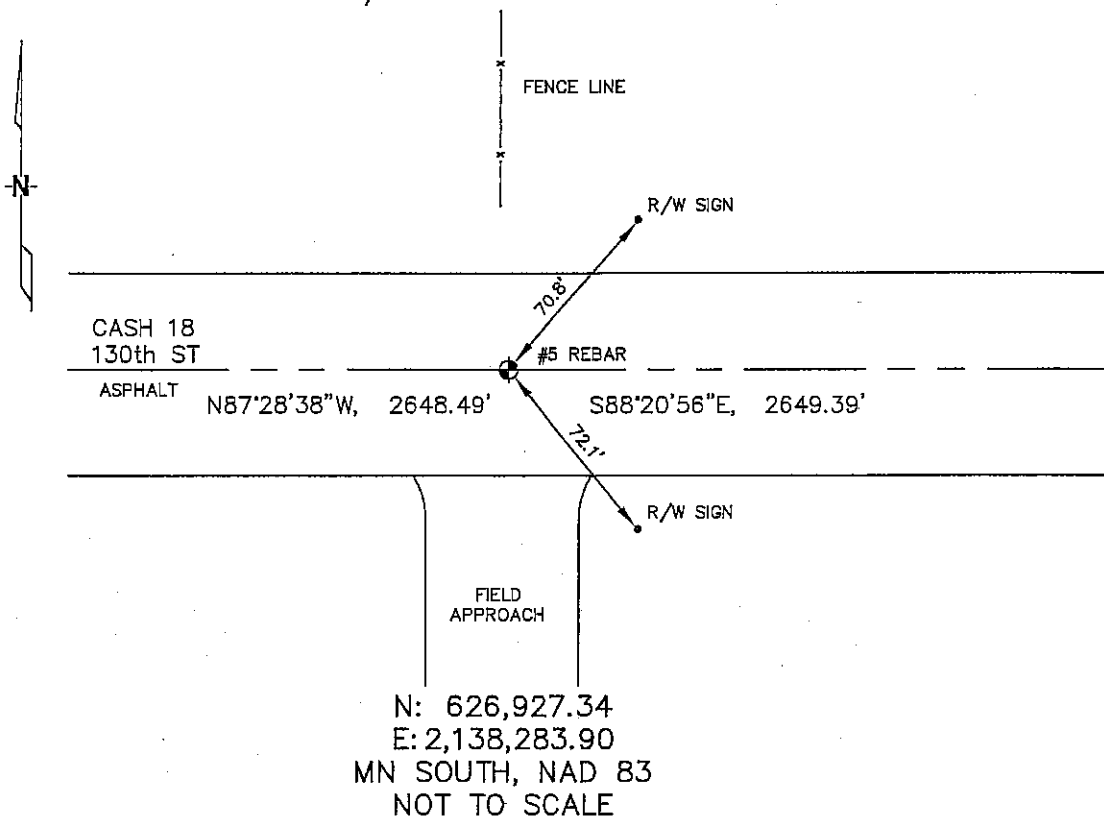 FENCE LINE
N
R/W SIGN
70.8'
CASH 18
130th ST
#5 REBAR
ASPHALT
N87°28'38"W, 2648.49'
S88°20'56"E, 2649.39'
72.1'
R/W SIGN
FIELD
APPROACH
N: 626,927.34
E: 2,138,283.90
MN SOUTH, NAD 83
NOT TO SCALE